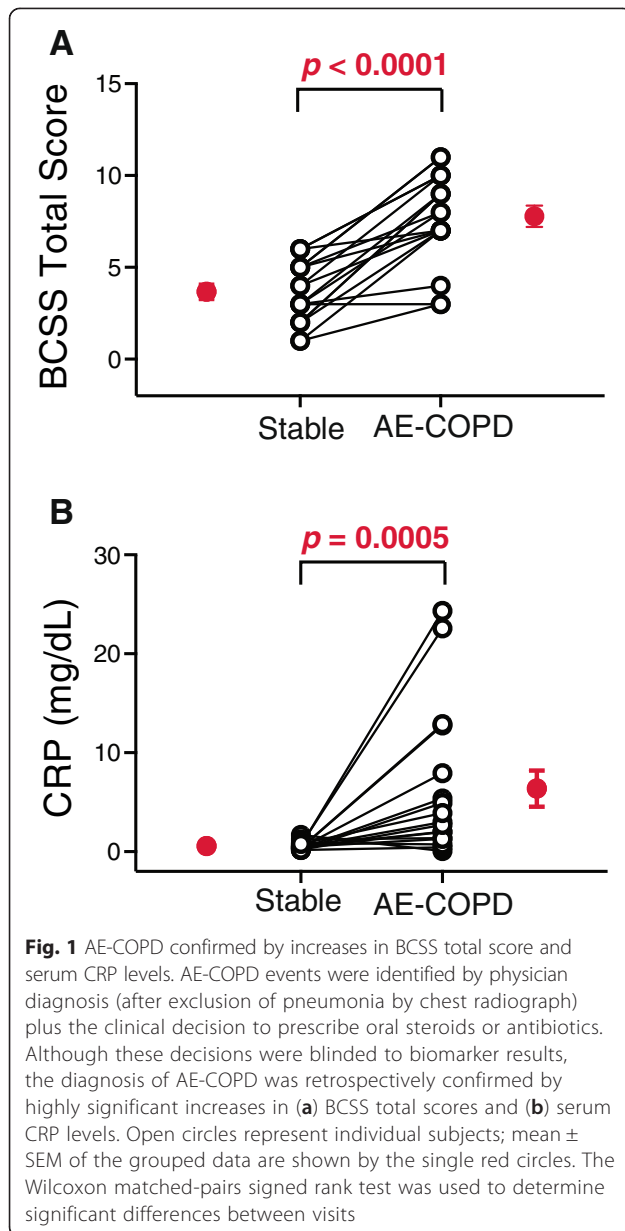 A
p < 0.0001
15
10
5
0
BCSS Total Score
Stable AE-COPD
B
p = 0.0005
30
20
10
0
CRP (mg/dL)
Stable AE-COPD
Fig. 1 AE-COPD confirmed by increases in BCSS total score and
serum CRP levels. AE-COPD events were identified by physician
diagnosis (after exclusion of pneumonia by chest radiograph)
plus the clinical decision to prescribe oral steroids or antibiotics.
Although these decisions were blinded to biomarker results,
the diagnosis of AE-COPD was retrospectively confirmed by
highly significant increases in (a) BCSS total scores and (b) serum
CRP levels. Open circles represent individual subjects; mean ±
SEM of the grouped data are shown by the single red circles. The
Wilcoxon matched-pairs signed rank test was used to determine
significant differences between visits